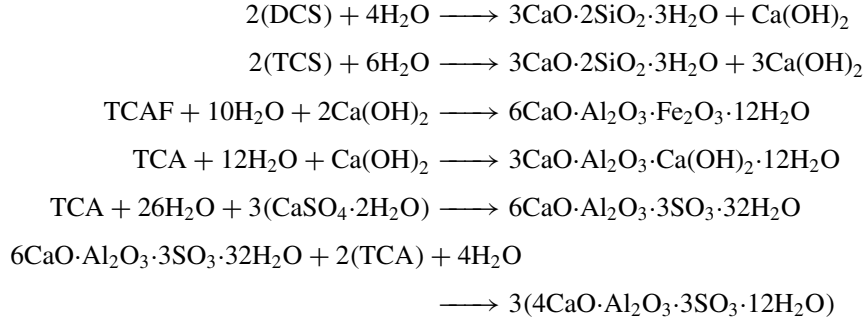 2(DCS) + 4H₂O ⟶ 3CaO·2SiO₂·3H₂O + Ca(OH)₂
2(TCS) + 6H₂O ⟶ 3CaO·2SiO₂·3H₂O + 3Ca(OH)₂
TCAF + 10H₂O + 2Ca(OH)₂ ⟶ 6CaO·Al₂O₃·Fe₂O₃·12H₂O
TCA + 12H₂O + Ca(OH)₂ ⟶ 3CaO·Al₂O₃·Ca(OH)₂·12H₂O
TCA + 26H₂O + 3(CaSO₄·2H₂O) ⟶ 6CaO·Al₂O₃·3SO₃·32H₂O
6CaO·Al₂O₃·3SO₃·32H₂O + 2(TCA) + 4H₂O
⟶ 3(4CaO·Al₂O₃·3SO₃·12H₂O)